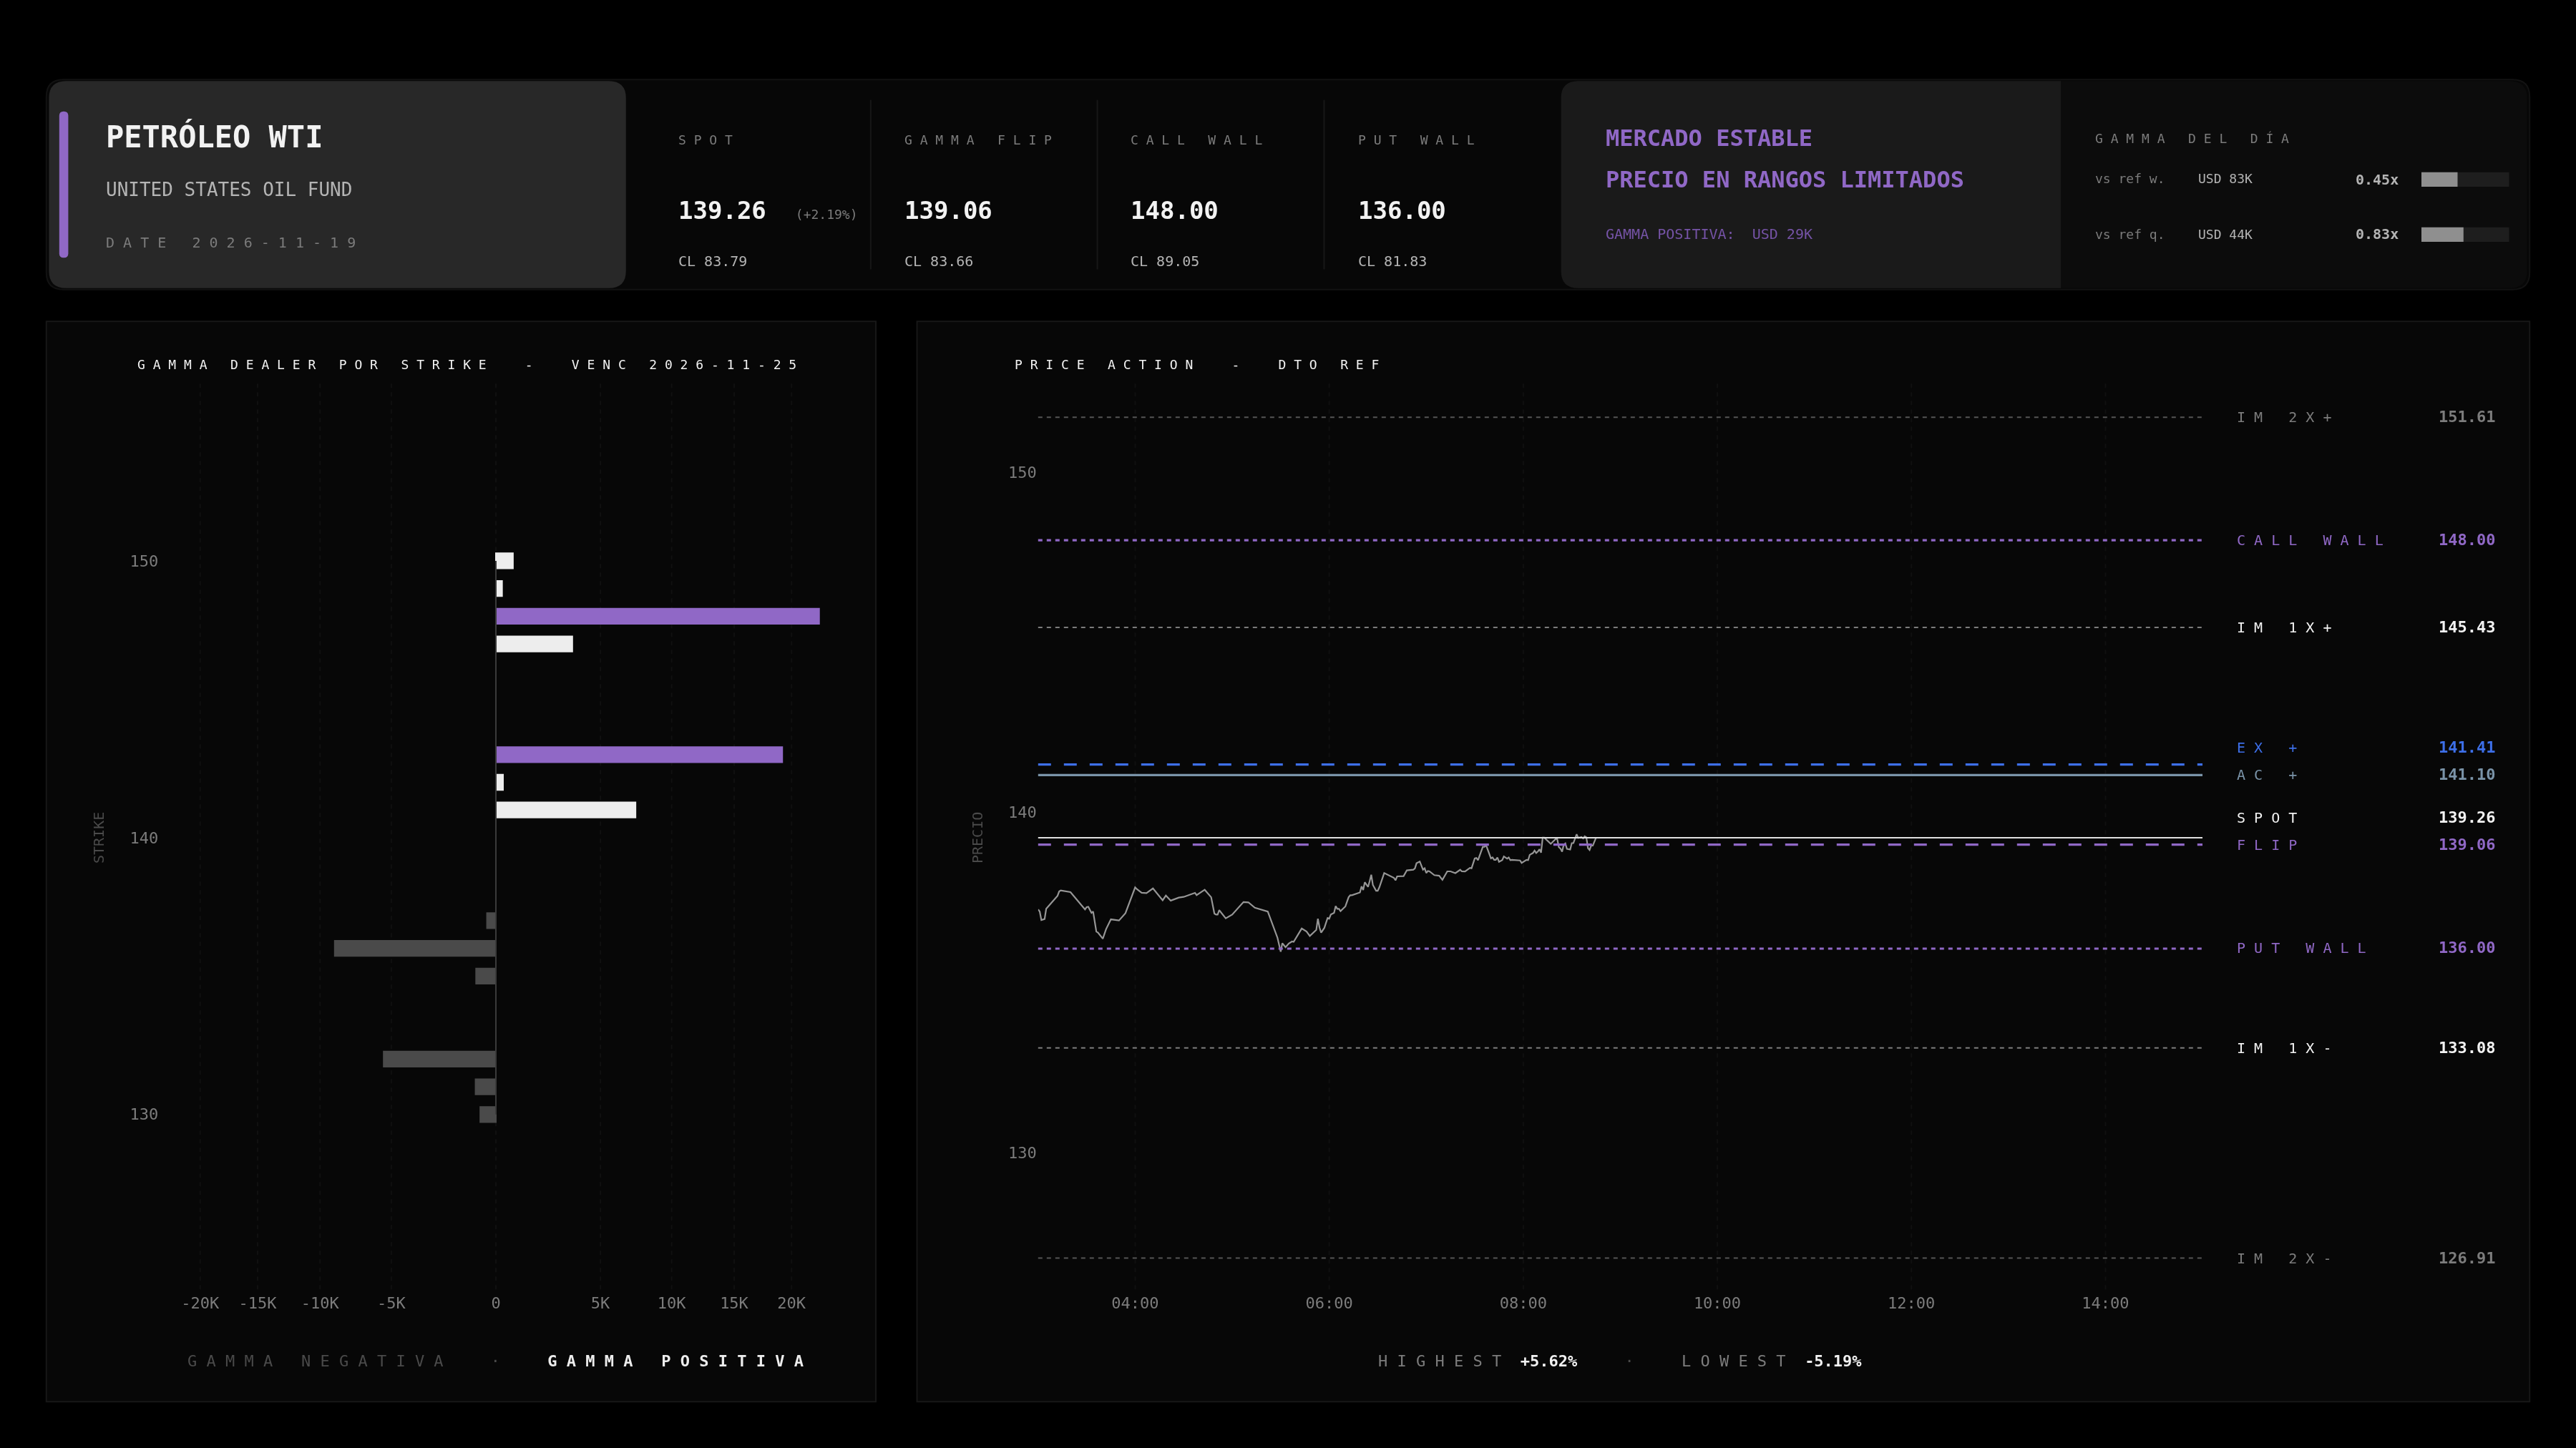 PETRÓLEO WTI
UNITED STATES OIL FUND
DATE 2026-11-19
SPOT
139.26 (+2.19%)
CL 83.79
GAMMA FLIP
139.06
CL 83.66
CALL WALL
148.00
CL 89.05
PUT WALL
136.00
CL 81.83
MERCADO ESTABLE
PRECIO EN RANGOS LIMITADOS
GAMMA POSITIVA: USD 29K
GAMMA DEL DÍA
vs ref w. USD 83K 0.45x
vs ref q. USD 44K 0.83x
GAMMA DEALER POR STRIKE - VENC 2026-11-25
STRIKE
150
140
130
-20K -15K -10K -5K 0 5K 10K 15K 20K
GAMMA NEGATIVA · GAMMA POSITIVA
PRICE ACTION - DTO REF
PRECIO
150
140
130
IM 2X+ 151.61
CALL WALL 148.00
IM 1X+ 145.43
EX + 141.41
AC + 141.10
SPOT 139.26
FLIP 139.06
PUT WALL 136.00
IM 1X- 133.08
IM 2X- 126.91
04:00 06:00 08:00 10:00 12:00 14:00
HIGHEST +5.62% · LOWEST -5.19%